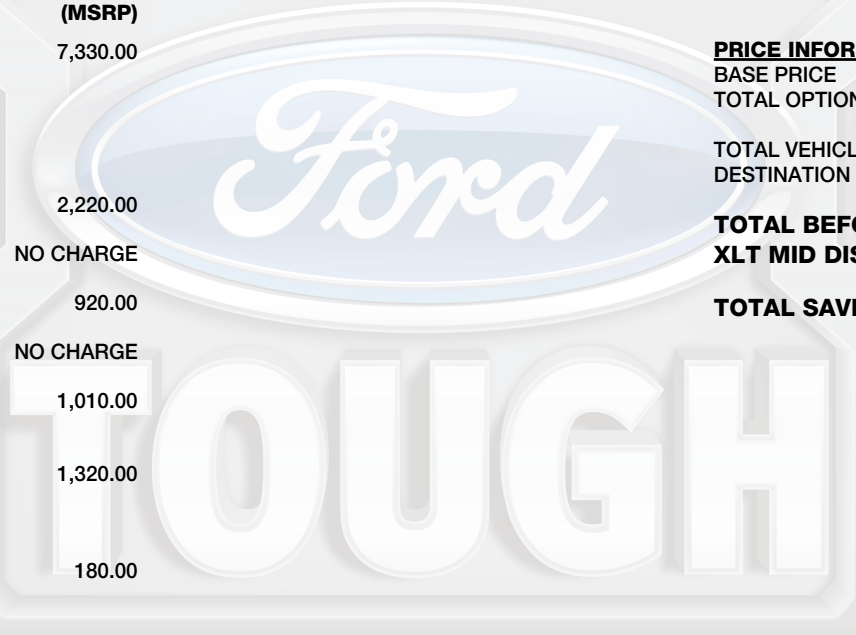 (MSRP)
7,330.00
2,220.00
NO CHARGE
920.00
NO CHARGE
1,010.00
1,320.00
180.00
PRICE INFOR
BASE PRICE
TOTAL OPTION
TOTAL VEHICL
DESTINATION
TOTAL BEFO
XLT MID DIS
TOTAL SAVI
Ford
TOUGH